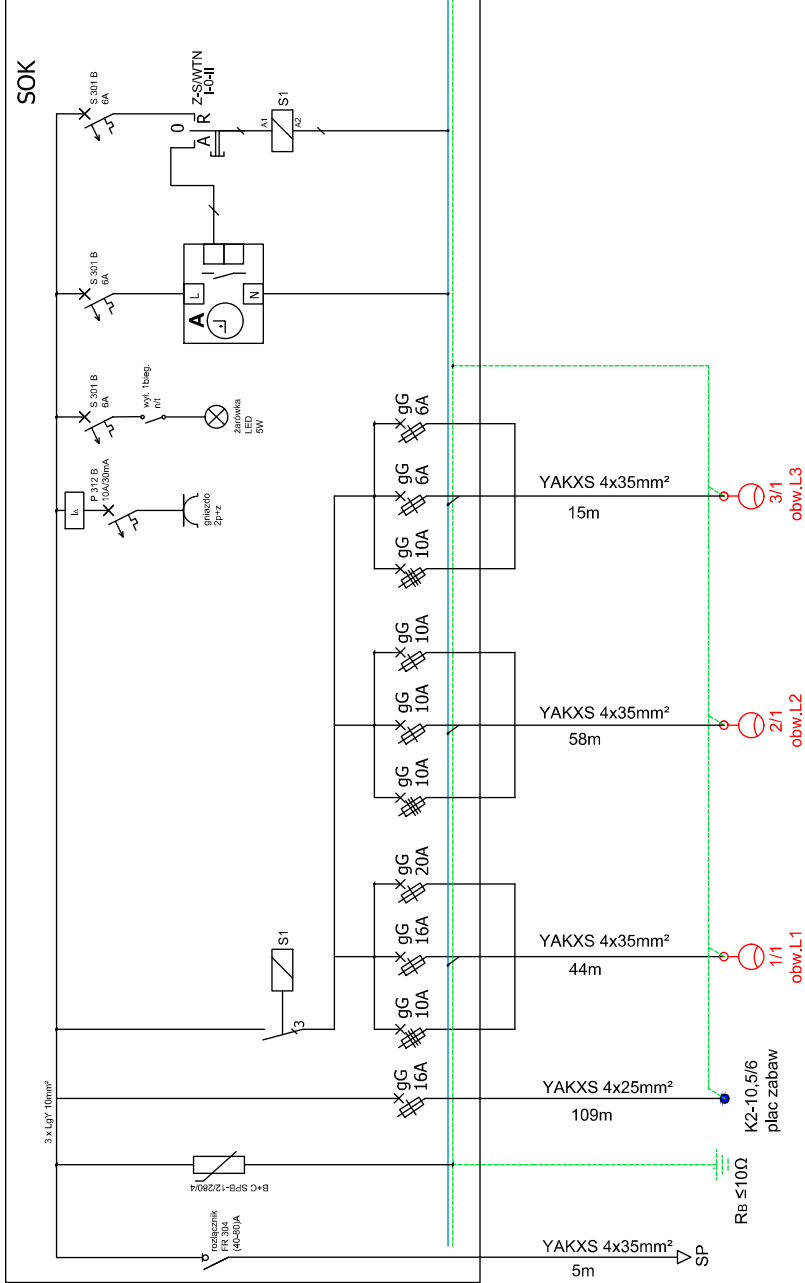 SOK
S 301 B
6A
Z-S/WTN
I-0-II
0
R
A
A1
A2
S1
S 301 B
6A
L
N
A
S 301 B
6A
wył. 1bieg.
n/t
żarówka
LED
5W
I∆
P 312 B
10A/30mA
gniazdo
2p+z
gG
6A
gG
6A
gG
10A
YAKXS 4x35mm²
15m
3/1
obw.L3
gG
10A
gG
10A
gG
10A
YAKXS 4x35mm²
58m
2/1
obw.L2
S1
3
gG
20A
gG
16A
gG
10A
YAKXS 4x35mm²
44m
1/1
obw.L1
3 x LgY 10mm²
gG
16A
YAKXS 4x25mm²
109m
K2-10,5/6
plac zabaw
B+C SPB-12/280/4
RB ≤10Ω
rozłącznik
FR 304
(40-80)A
YAKXS 4x35mm²
5m
SP